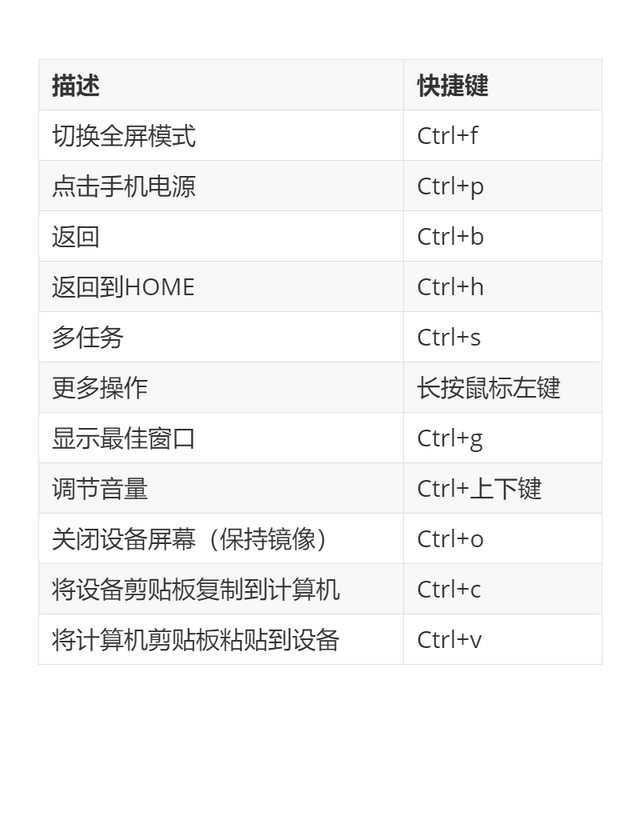 描述 快捷键
切换全屏模式 Ctrl+f
点击手机电源 Ctrl+p
返回 Ctrl+b
返回到HOME Ctrl+h
多任务 Ctrl+s
更多操作 长按鼠标左键
显示最佳窗口 Ctrl+g
调节音量 Ctrl+上下键
关闭设备屏幕（保持镜像） Ctrl+o
将设备剪贴板复制到计算机 Ctrl+c
将计算机剪贴板粘贴到设备 Ctrl+v